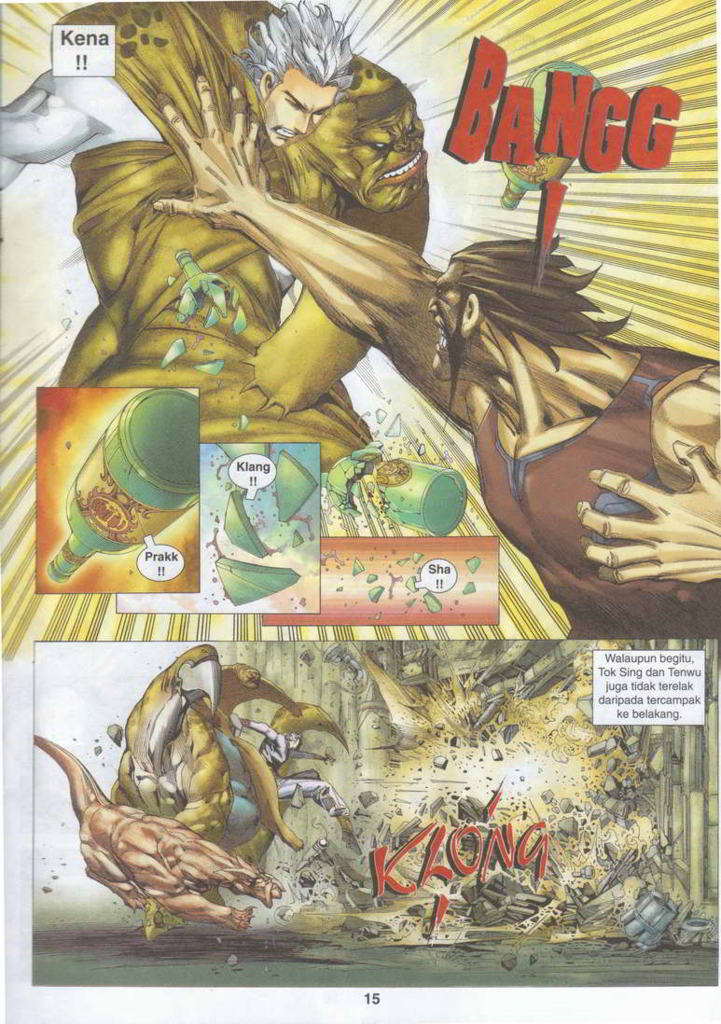 Kena
!!
BANGG
!
Klang
!!
Prakk
!!
Sha
!!
Walaupun begitu,
Tok Sing dan Tenwu
juga tidak terelak
daripada tercampak
ke belakang.
KLONG
!
15